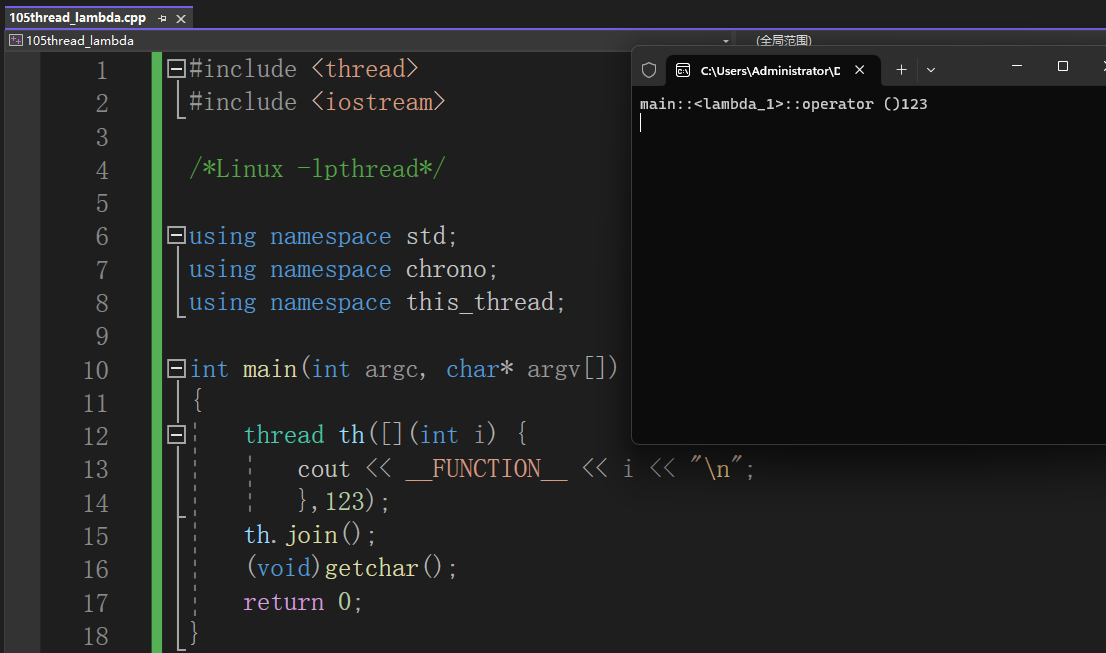 105thread_lambda.cpp
105thread_lambda
(全局范围)
1 #include <thread>
2 #include <iostream>
3
4 /*Linux -lpthread*/
5
6 using namespace std;
7 using namespace chrono;
8 using namespace this_thread;
9
10 int main(int argc, char* argv[])
11 {
12 thread th([](int i) {
13 cout << __FUNCTION__ << i << "\n";
14 },123);
15 th.join();
16 (void)getchar();
17 return 0;
18 }
C:\Users\Administrator\D
main::<lambda_1>::operator ()123